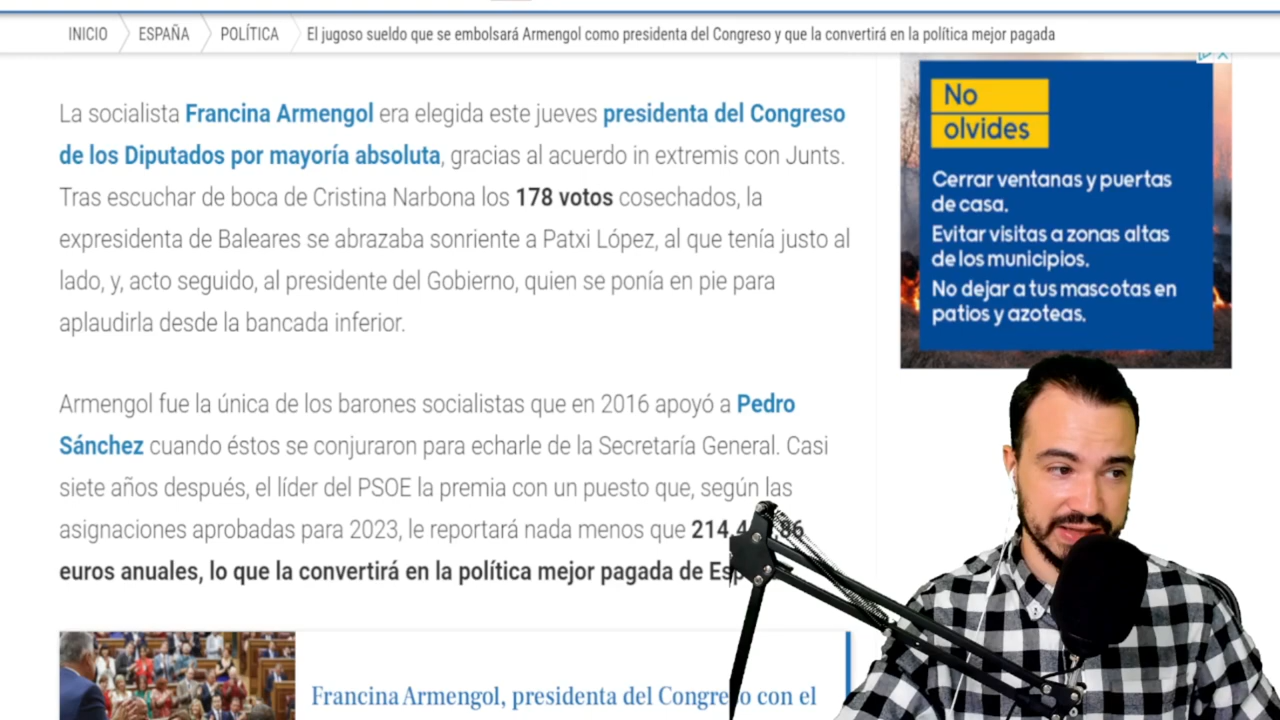 INICIO
ESPAÑA
POLÍTICA
El jugoso sueldo que se embolsará Armengol como presidenta del Congreso y que la convertirá en la política mejor pagada
La socialista Francina Armengol era elegida este jueves presidenta del Congreso
de los Diputados por mayoría absoluta, gracias al acuerdo in extremis con Junts.
Tras escuchar de boca de Cristina Narbona los 178 votos cosechados, la
expresidenta de Baleares se abrazaba sonriente a Patxi López, al que tenía justo al
lado, y, acto seguido, al presidente del Gobierno, quien se ponía en pie para
aplaudirla desde la bancada inferior.
Armengol fue la única de los barones socialistas que en 2016 apoyó a Pedro
Sánchez cuando éstos se conjuraron para echarle de la Secretaría General. Casi
siete años después, el líder del PSOE la premia con un puesto que, según las
asignaciones aprobadas para 2023, le reportará nada menos que
euros anuales, lo que la convertirá en la política mejor pagada de
Francina Armengol, presidenta del Congreso con el
No
olvides
Cerrar ventanas y puertas
de casa.
Evitar visitas a zonas altas
de los municipios.
No dejar a tus mascotas en
patios y azoteas.